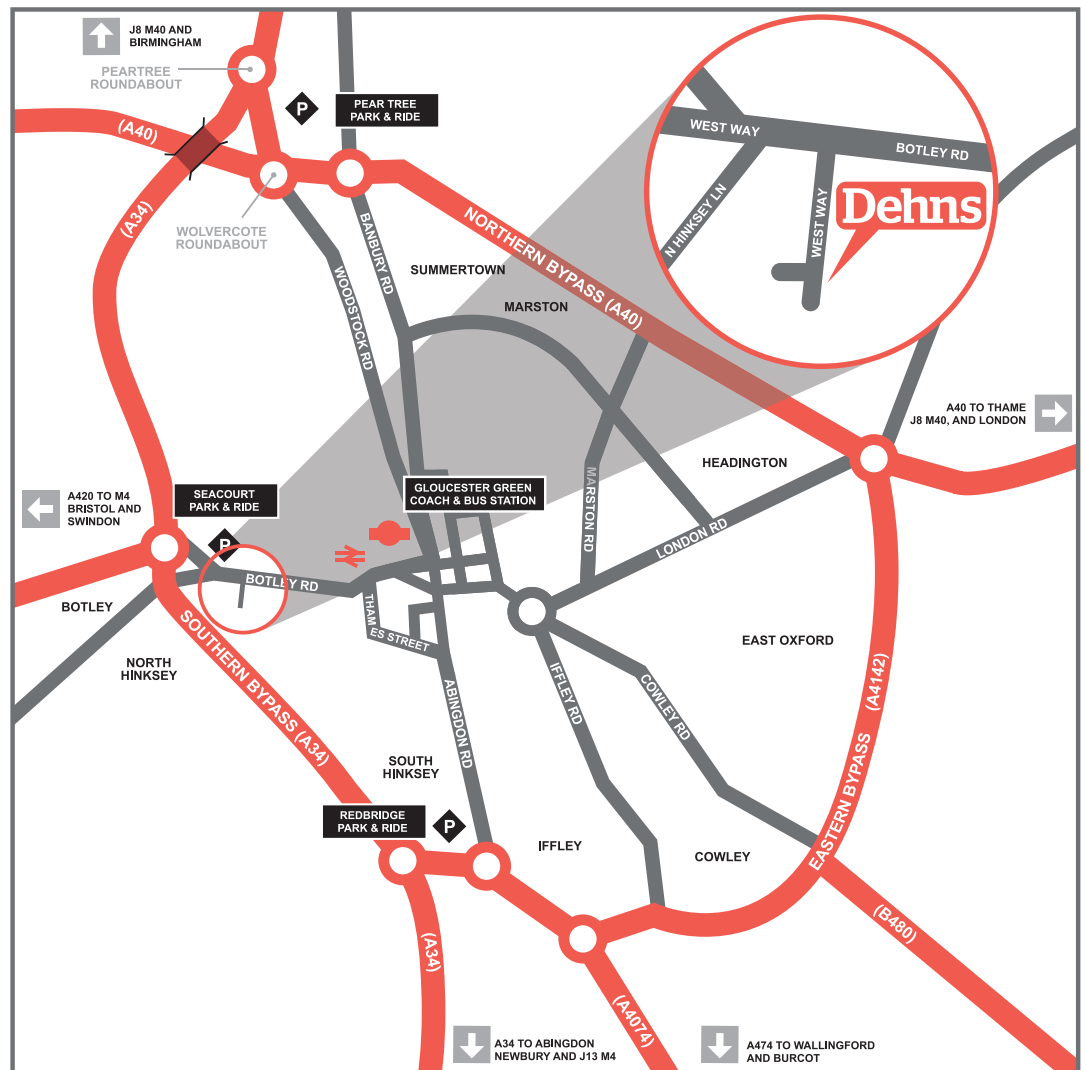 J8 M40 AND
BIRMINGHAM
PEARTREE
ROUNDABOUT
P
PEAR TREE
PARK & RIDE
(A40)
WEST WAY
BOTLEY RD
N HINKSEY LN
WEST WAY
Dehns
(A34)
WOLVERCOTE
ROUNDABOUT
BANBURY RD
WOODSTOCK RD
SUMMERTOWN
NORTHERN BYPASS (A40)
MARSTON
A40 TO THAME
J8 M40, AND LONDON
HEADINGTON
GLOUCESTER GREEN
COACH & BUS STATION
SEACOURT
PARK & RIDE
P
A420 TO M4
BRISTOL AND
SWINDON
MARSTON RD
LONDON RD
BOTLEY RD
BOTLEY
THAMES STREET
EAST OXFORD
NORTH
HINKSEY
SOUTHERN BYPASS (A34)
ABINGDON RD
IFFLEY RD
COWLEY RD
EASTERN BYPASS (A4142)
SOUTH
HINKSEY
REDBRIDGE
PARK & RIDE
P
IFFLEY
COWLEY
(A34)
(B480)
(A4074)
A34 TO ABINGDON
NEWBURY AND J13 M4
A474 TO WALLINGFORD
AND BURCOT